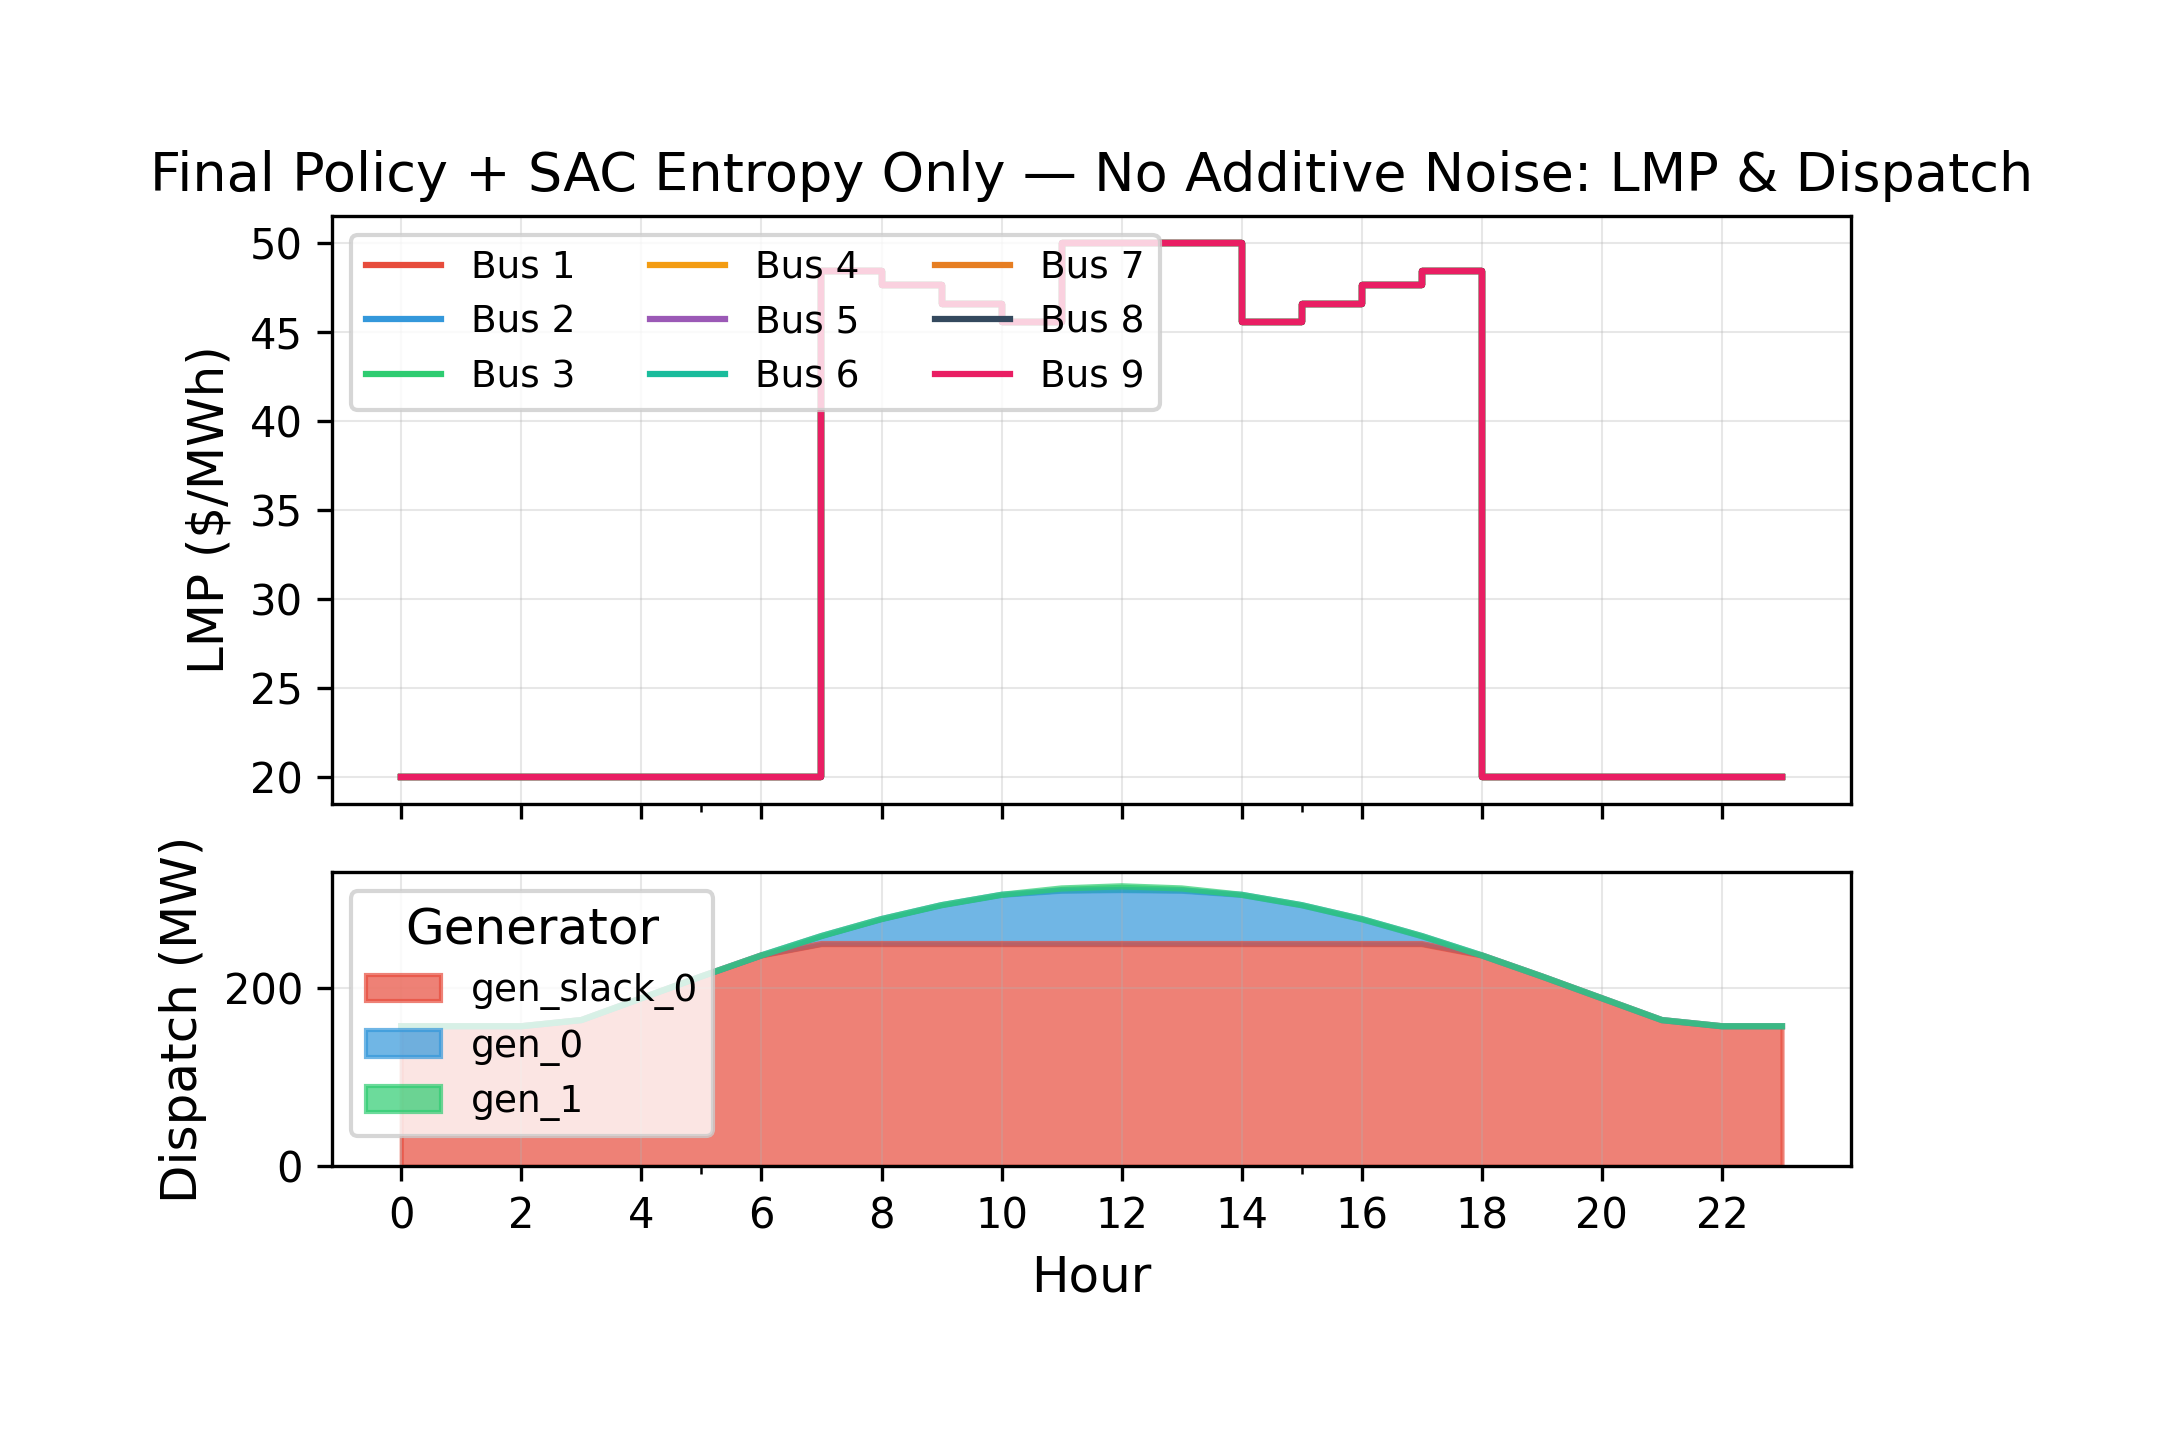 Final Policy + SAC Entropy Only — No Additive Noise: LMP & Dispatch
LMP ($/MWh)
50
45
40
35
30
25
20
Bus 1
Bus 2
Bus 3
Bus 4
Bus 5
Bus 6
Bus 7
Bus 8
Bus 9
Dispatch (MW)
200
0
Generator
gen_slack_0
gen_0
gen_1
0 2 4 6 8 10 12 14 16 18 20 22
Hour